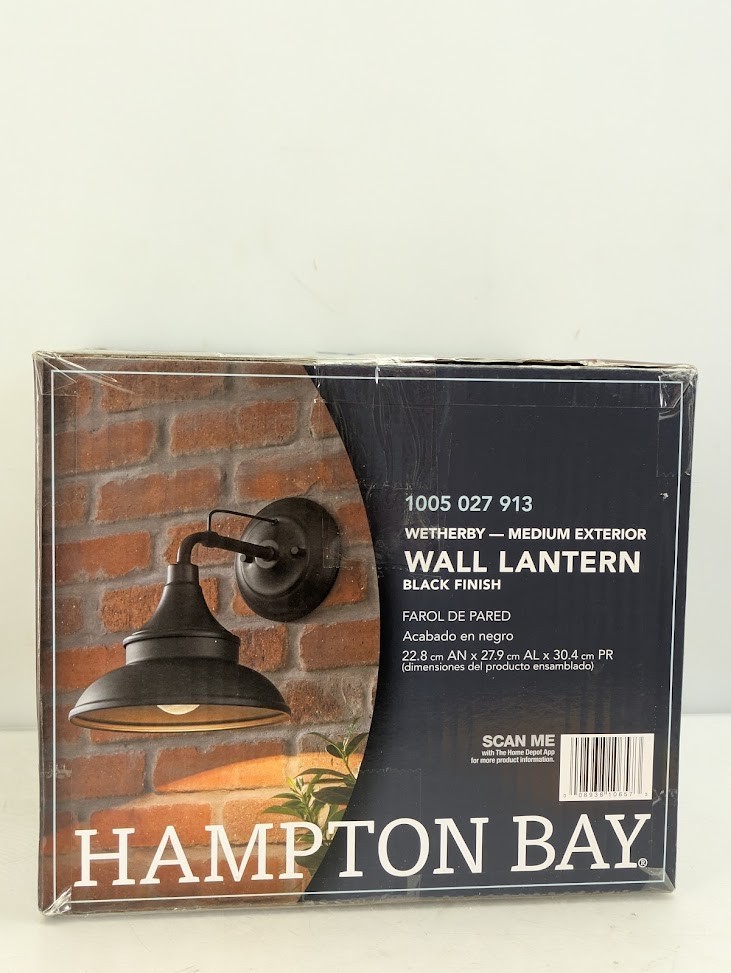 1005 027 913
WETHERBY — MEDIUM EXTERIOR
WALL LANTERN
BLACK FINISH
FAROL DE PARED
Acabado en negro
22.8 cm AN x 27.9 cm AL x 30.4 cm PR
(dimensiones del producto ensamblado)
SCAN ME
with The Home Depot App
for more product information.
HAMPTON BAY®